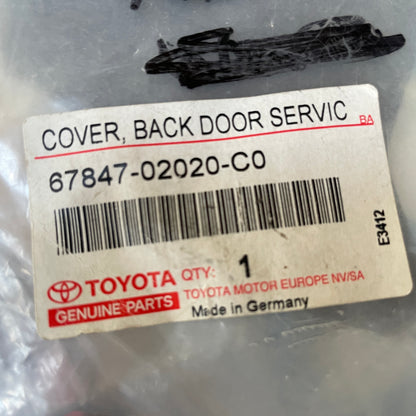 COVER, BACK DOOR SERVIC
BA
67847-02020-C0
E3412
TOYOTA QTY: 1
GENUINE PARTS TOYOTA MOTOR EUROPE NV/SA
Made in Germany